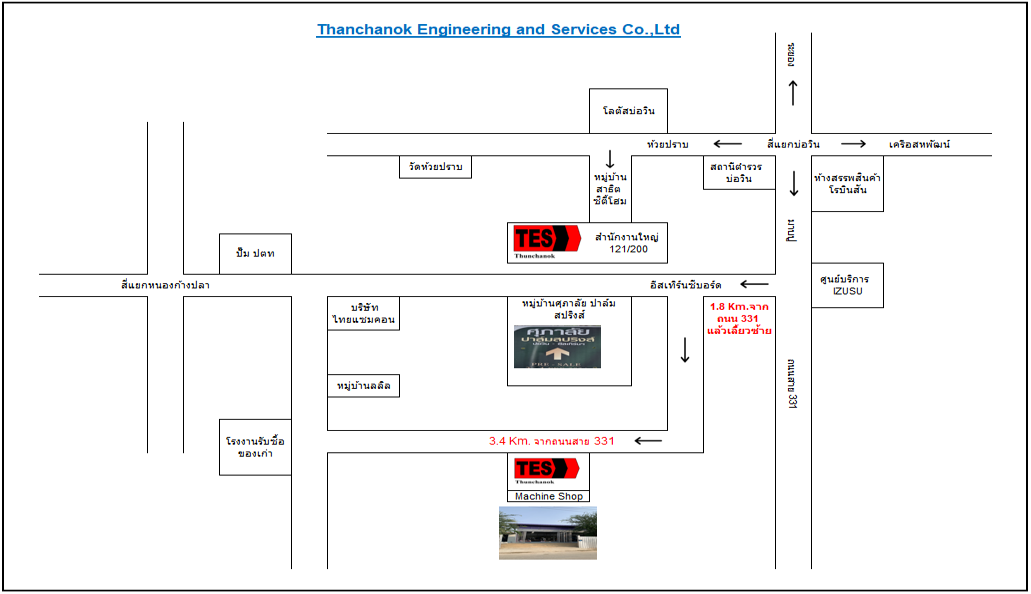 Thanchanok Engineering and Services Co.,Ltd
ระยอง
โลตัสบ่อวิน
ห้วยปราบ
สี่แยกบ่อวิน
เครือสหพัฒน์
วัดห้วยปราบ
หมู่บ้าน
สาธิต
ซิตี้โฮม
สถานีตำรวร
บ่อวิน
ห้างสรรพสินค้า
โรบินสัน
TES
Thunchanok
สำนักงานใหญ่
121/200
มาบปู
ปั๊ม ปตท
สี่แยกหนองก้างปลา
อิสเทิร์นซีบอร์ด
ศูนย์บริการ
IZUSU
บริษัท
ไทยแซมคอน
หมู่บ้านศุภาลัย ปาล์ม
สปริงส์
ศุภาลัย
ปาล์มสปริงส์
PRE - SALE
1.8 Km.จาก
ถนน 331
แล้วเลี้ยวซ้าย
ถนนสาย 331
หมู่บ้านลลิล
โรงงานรับซื้อ
ของเก่า
3.4 Km. จากถนนสาย 331
TES
Thunchanok
Machine Shop